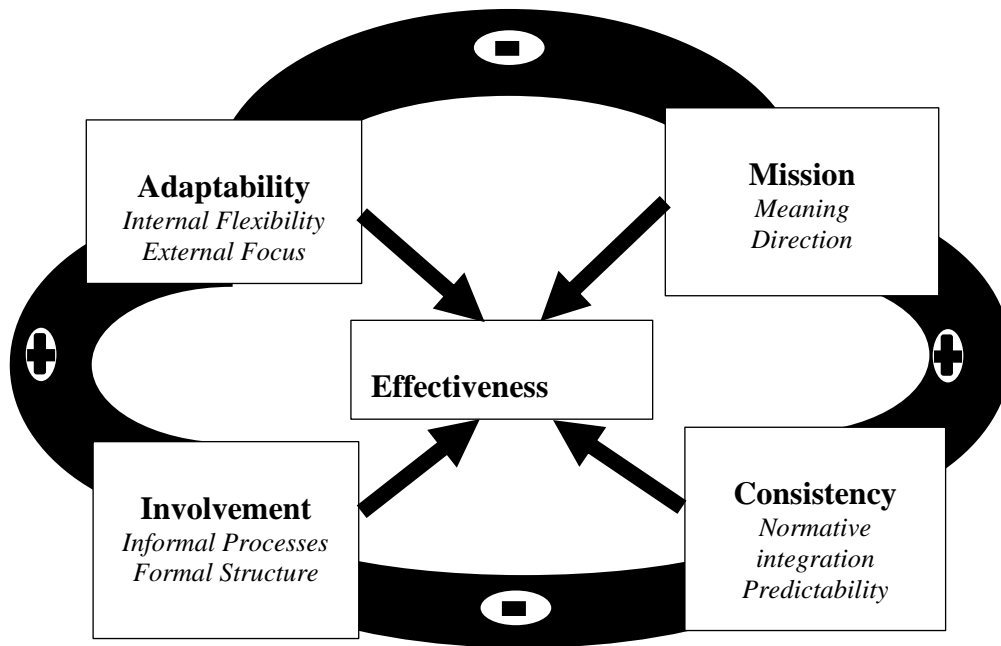 -
Adaptability
Internal Flexibility
External Focus
Mission
Meaning
Direction
+
+
Effectiveness
Involvement
Informal Processes
Formal Structure
Consistency
Normative
integration
Predictability
-